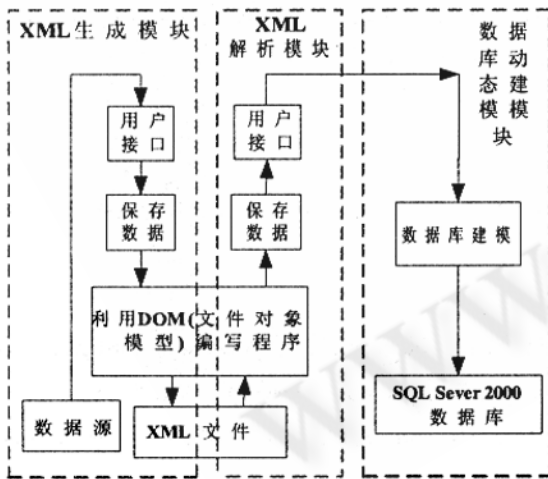 XML生成模块
用户
接口
保存
数据
利用DOM(文件对象
模型)编写程序
数据源
XML文件
XML
解析模块
用户
接口
保存
数据
数据
库动
态建
模模
块
数据库建模
SQL Sever 2000
数据库
WWW